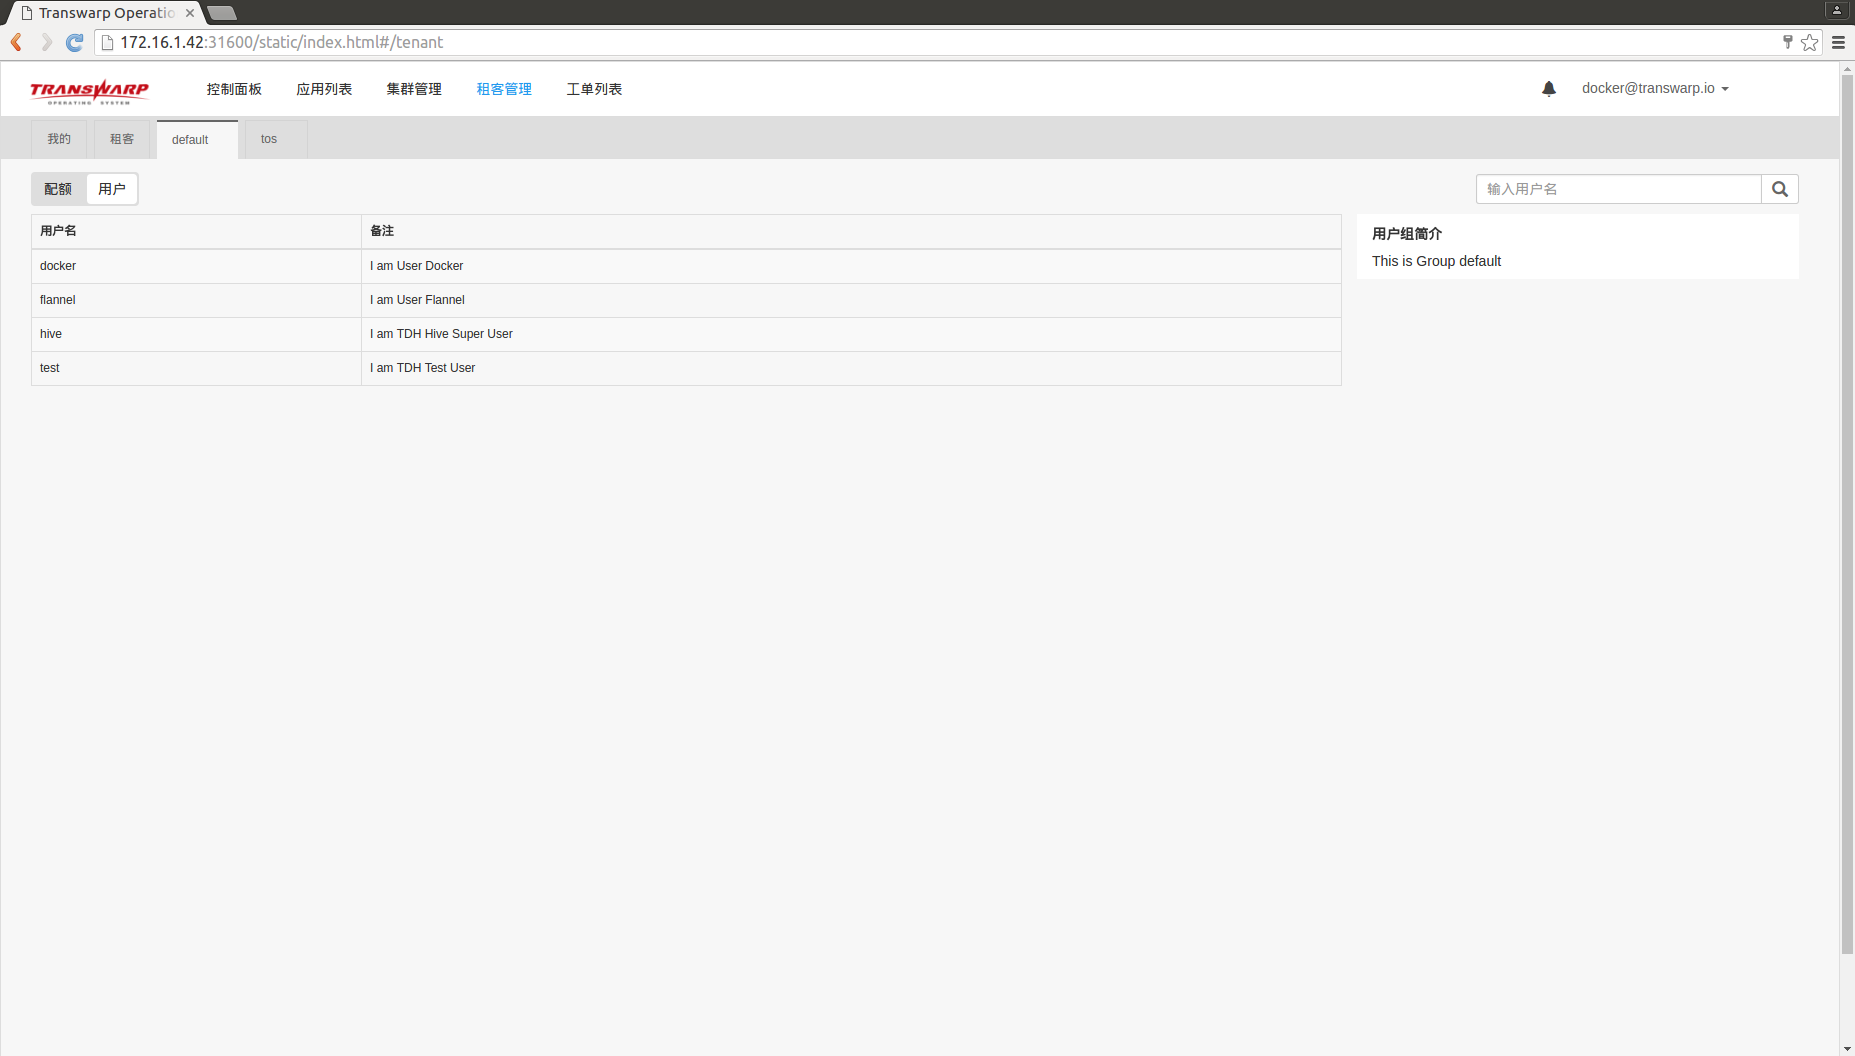 Transwarp Operatio
172.16.1.42:31600/static/index.html#/tenant
TRANSWARP
OPERATING SYSTEM
控制面板 应用列表 集群管理 租客管理 工单列表 docker@transwarp.io
我的 租客 default tos
配额 用户 输入用户名
用户名 备注
docker I am User Docker
flannel I am User Flannel
hive I am TDH Hive Super User
test I am TDH Test User
用户组简介
This is Group default